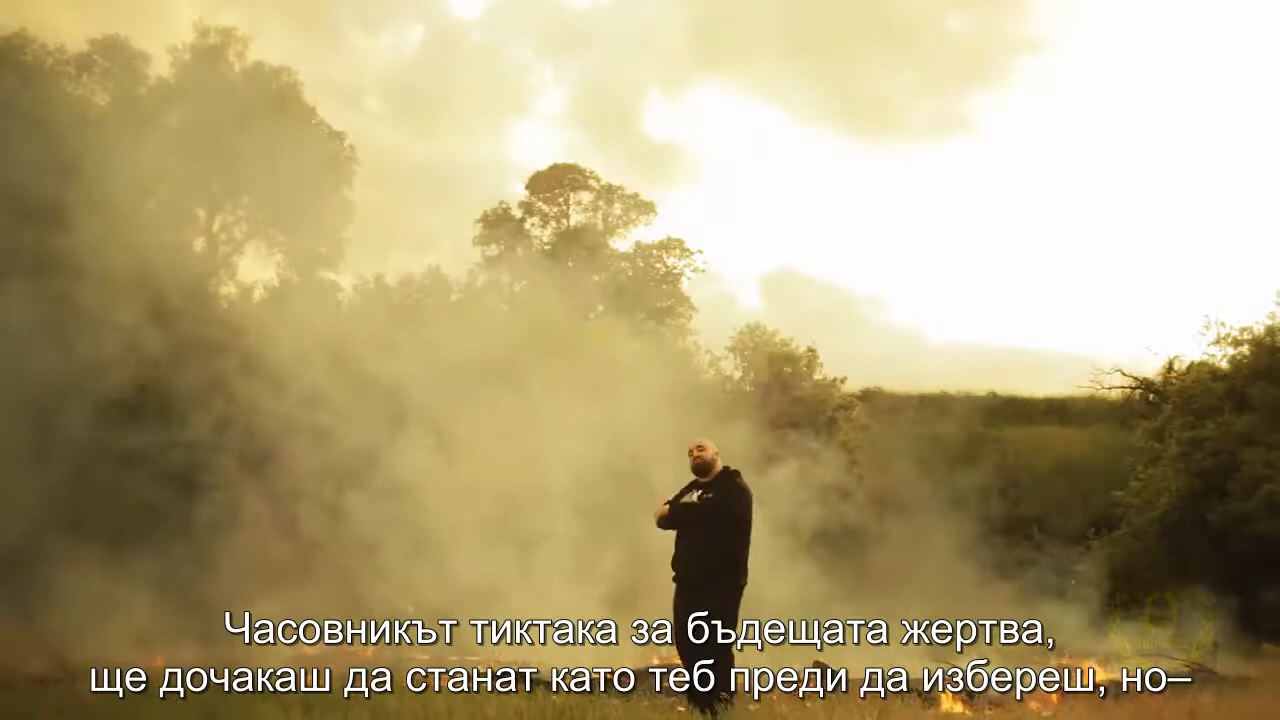 Часовникът тиктака за бъдещата жертва,
ще дочакаш да станат като теб преди да избереш, но–